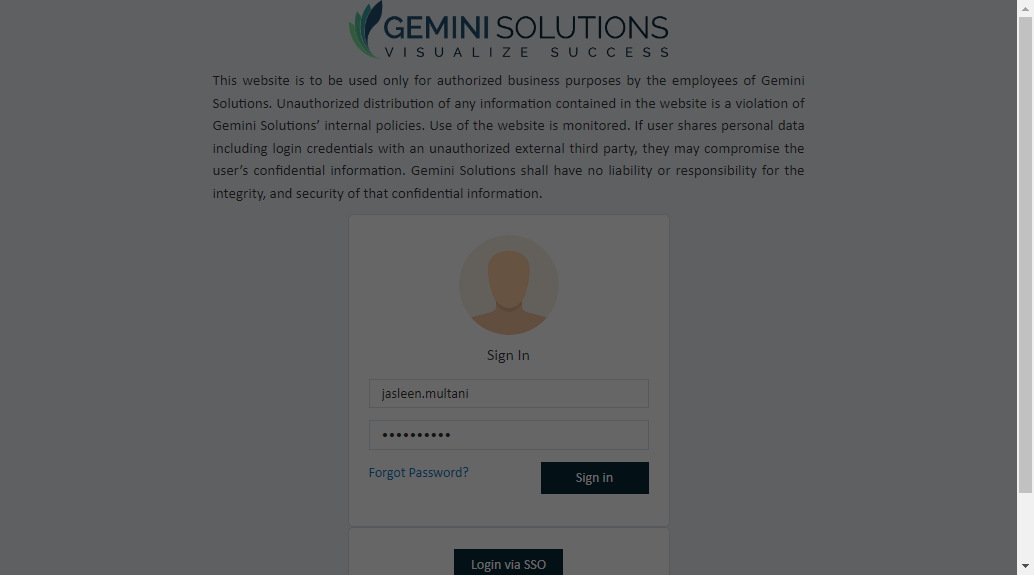 GEMINI SOLUTIONS
VISUALIZE SUCCESS
This website is to be used only for authorized business purposes by the employees of Gemini
Solutions. Unauthorized distribution of any information contained in the website is a violation of
Gemini Solutions’ internal policies. Use of the website is monitored. If user shares personal data
including login credentials with an unauthorized external third party, they may compromise the
user’s confidential information. Gemini Solutions shall have no liability or responsibility for the
integrity, and security of that confidential information.
Sign In
jasleen.multani
••••••••••
Forgot Password?
Sign in
Login via SSO